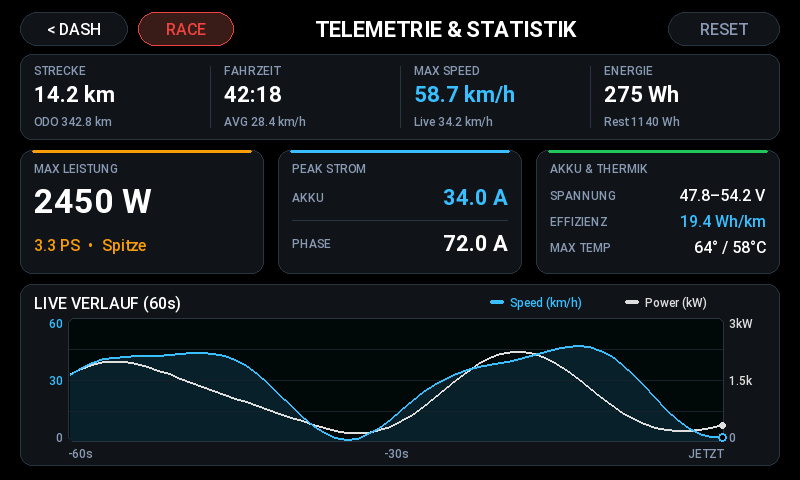 < DASH
RACE
TELEMETRIE & STATISTIK
RESET
STRECKE
14.2 km
ODO 342.8 km
FAHRZEIT
42:18
AVG 28.4 km/h
MAX SPEED
58.7 km/h
Live 34.2 km/h
ENERGIE
275 Wh
Rest 1140 Wh
MAX LEISTUNG
2450 W
3.3 PS • Spitze
PEAK STROM
AKKU 34.0 A
PHASE 72.0 A
AKKU & THERMIK
SPANNUNG 47.8–54.2 V
EFFIZIENZ 19.4 Wh/km
MAX TEMP 64° / 58°C
LIVE VERLAUF (60s)
Speed (km/h)
Power (kW)
60
30
0
3kW
1.5k
0
-60s
-30s
JETZT